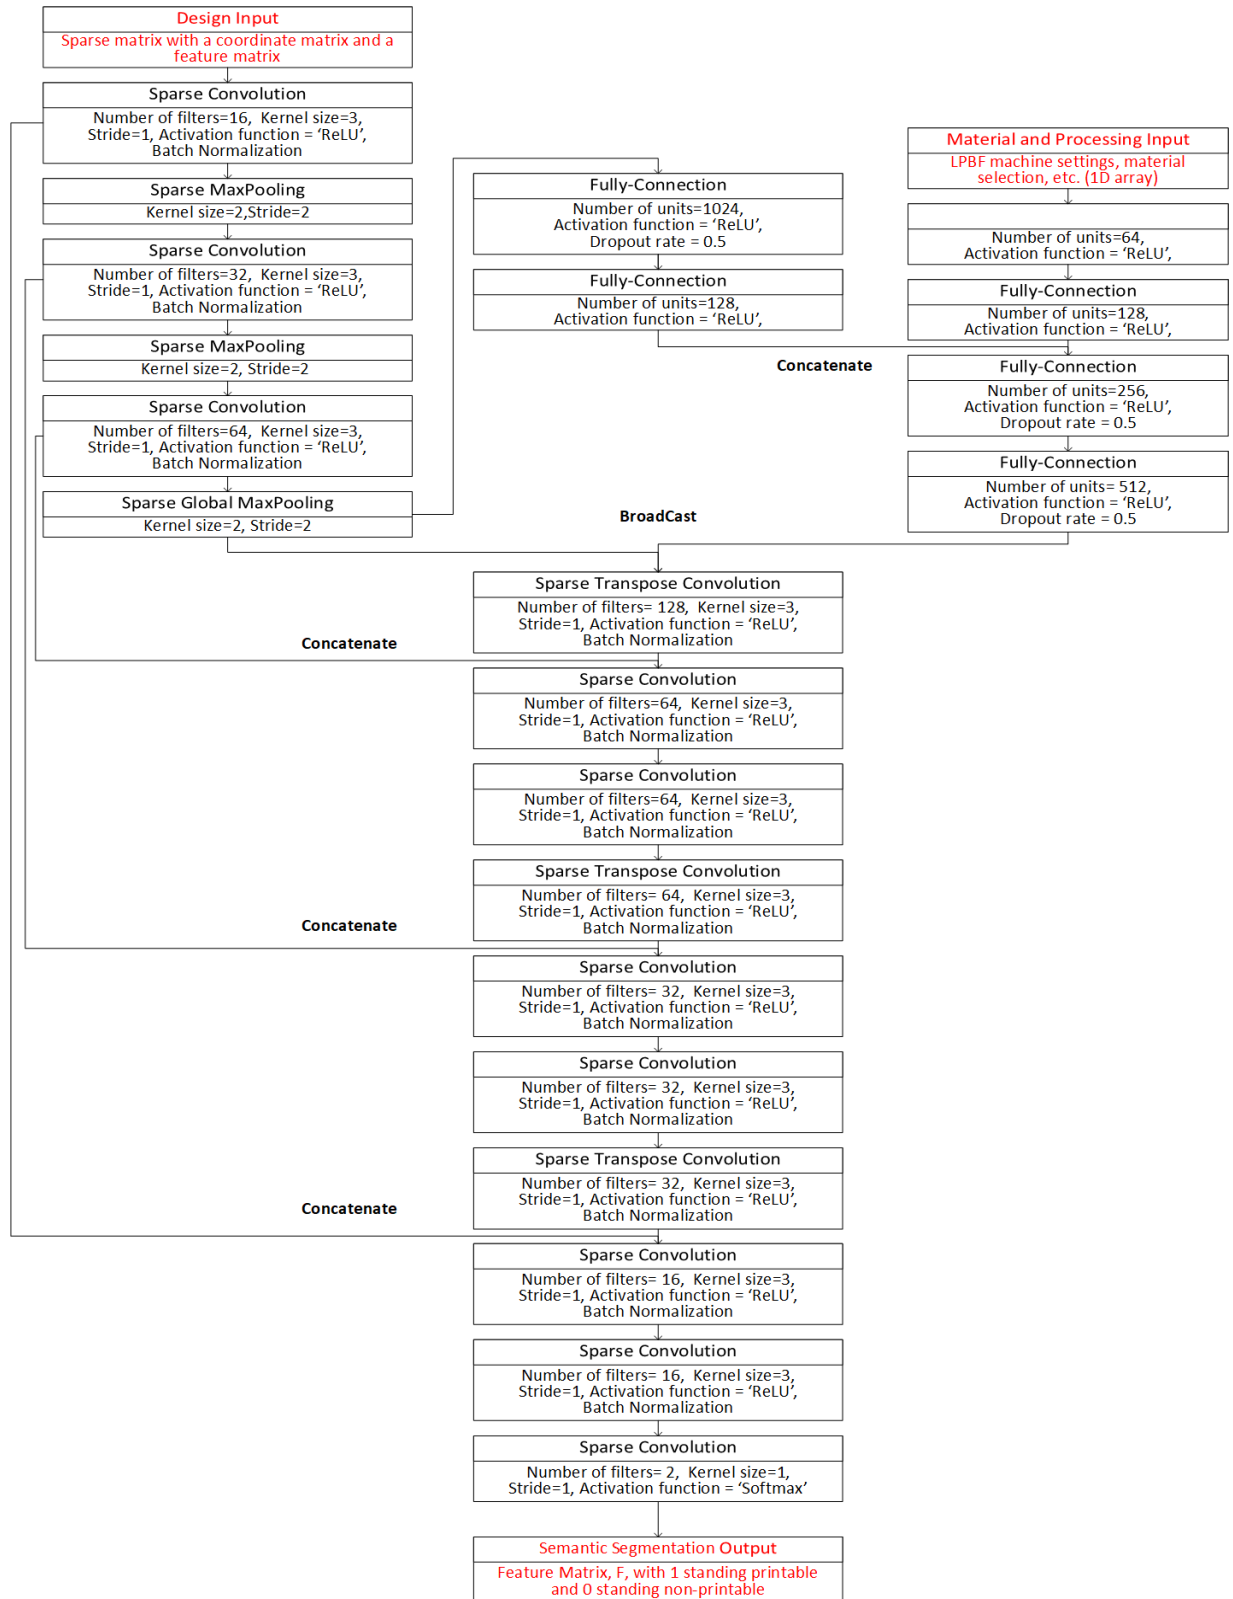 Design Input
Sparse matrix with a coordinate matrix and a
feature matrix
Sparse Convolution
Number of filters=16,  Kernel size=3,
Stride=1, Activation function = ‘ReLU’,
Batch Normalization
Sparse MaxPooling
Kernel size=2,Stride=2
Sparse Convolution
Number of filters=32,  Kernel size=3,
Stride=1, Activation function = ‘ReLU’,
Batch Normalization
Sparse MaxPooling
Kernel size=2, Stride=2
Sparse Convolution
Number of filters=64,  Kernel size=3,
Stride=1, Activation function = ‘ReLU’,
Batch Normalization
Sparse Global MaxPooling
Kernel size=2, Stride=2
Fully-Connection
Number of units=1024,
Activation function = ‘ReLU’,
Dropout rate = 0.5
Fully-Connection
Number of units=128,
Activation function = ‘ReLU’,
Material and Processing Input
LPBF machine settings, material
selection, etc. (1D array)
Number of units=64,
Activation function = ‘ReLU’,
Fully-Connection
Number of units=128,
Activation function = ‘ReLU’,
Concatenate
Fully-Connection
Number of units=256,
Activation function = ‘ReLU’,
Dropout rate = 0.5
Fully-Connection
Number of units= 512,
Activation function = ‘ReLU’,
Dropout rate = 0.5
BroadCast
Sparse Transpose Convolution
Number of filters= 128,  Kernel size=3,
Stride=1, Activation function = ‘ReLU’,
Batch Normalization
Concatenate
Sparse Convolution
Number of filters=64,  Kernel size=3,
Stride=1, Activation function = ‘ReLU’,
Batch Normalization
Sparse Convolution
Number of filters=64,  Kernel size=3,
Stride=1, Activation function = ‘ReLU’,
Batch Normalization
Sparse Transpose Convolution
Number of filters= 64,  Kernel size=3,
Stride=1, Activation function = ‘ReLU’,
Batch Normalization
Concatenate
Sparse Convolution
Number of filters= 32,  Kernel size=3,
Stride=1, Activation function = ‘ReLU’,
Batch Normalization
Sparse Convolution
Number of filters= 32,  Kernel size=3,
Stride=1, Activation function = ‘ReLU’,
Batch Normalization
Sparse Transpose Convolution
Number of filters= 32,  Kernel size=3,
Stride=1, Activation function = ‘ReLU’,
Batch Normalization
Concatenate
Sparse Convolution
Number of filters= 16,  Kernel size=3,
Stride=1, Activation function = ‘ReLU’,
Batch Normalization
Sparse Convolution
Number of filters= 16,  Kernel size=3,
Stride=1, Activation function = ‘ReLU’,
Batch Normalization
Sparse Convolution
Number of filters= 2,  Kernel size=1,
Stride=1, Activation function = ‘Softmax’
Semantic Segmentation Output
Feature Matrix, F, with 1 standing printable
and 0 standing non-printable